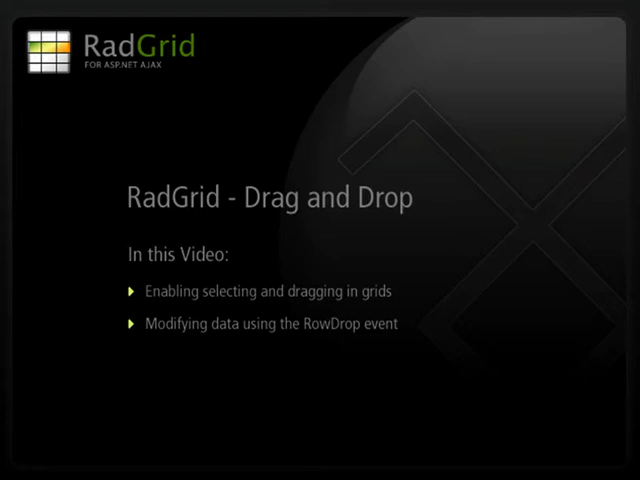 RadGrid
FOR ASP.NET AJAX
RadGrid - Drag and Drop
In this Video:
Enabling selecting and dragging in grids
Modifying data using the RowDrop event